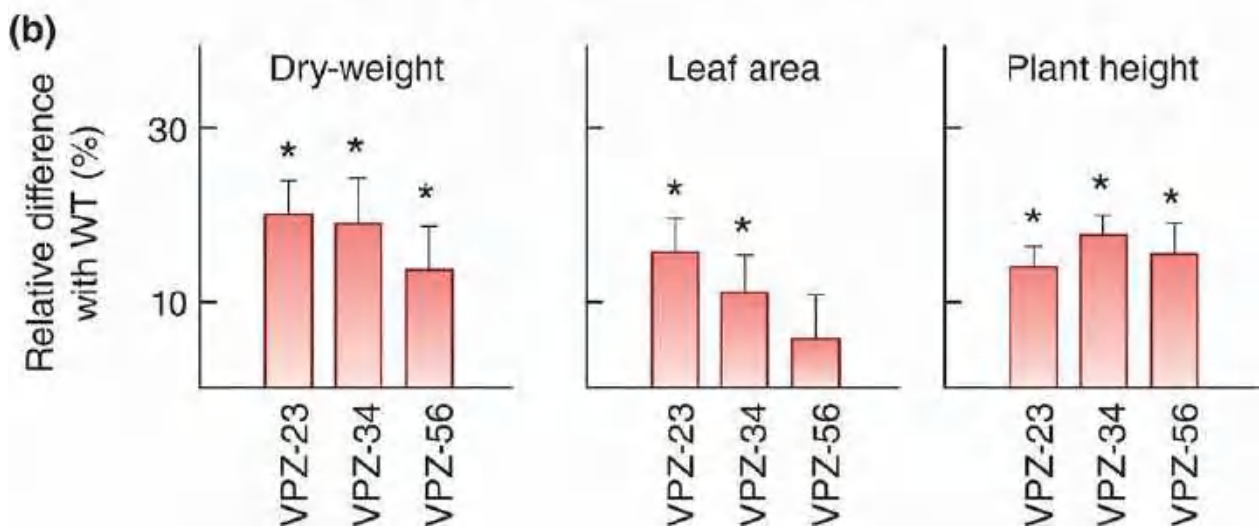 (b)
Relative difference
with WT (%)
30
10
Dry-weight
* * *
VPZ-23
VPZ-34
VPZ-56
Leaf area
* *
VPZ-23
VPZ-34
VPZ-56
Plant height
* * *
VPZ-23
VPZ-34
VPZ-56